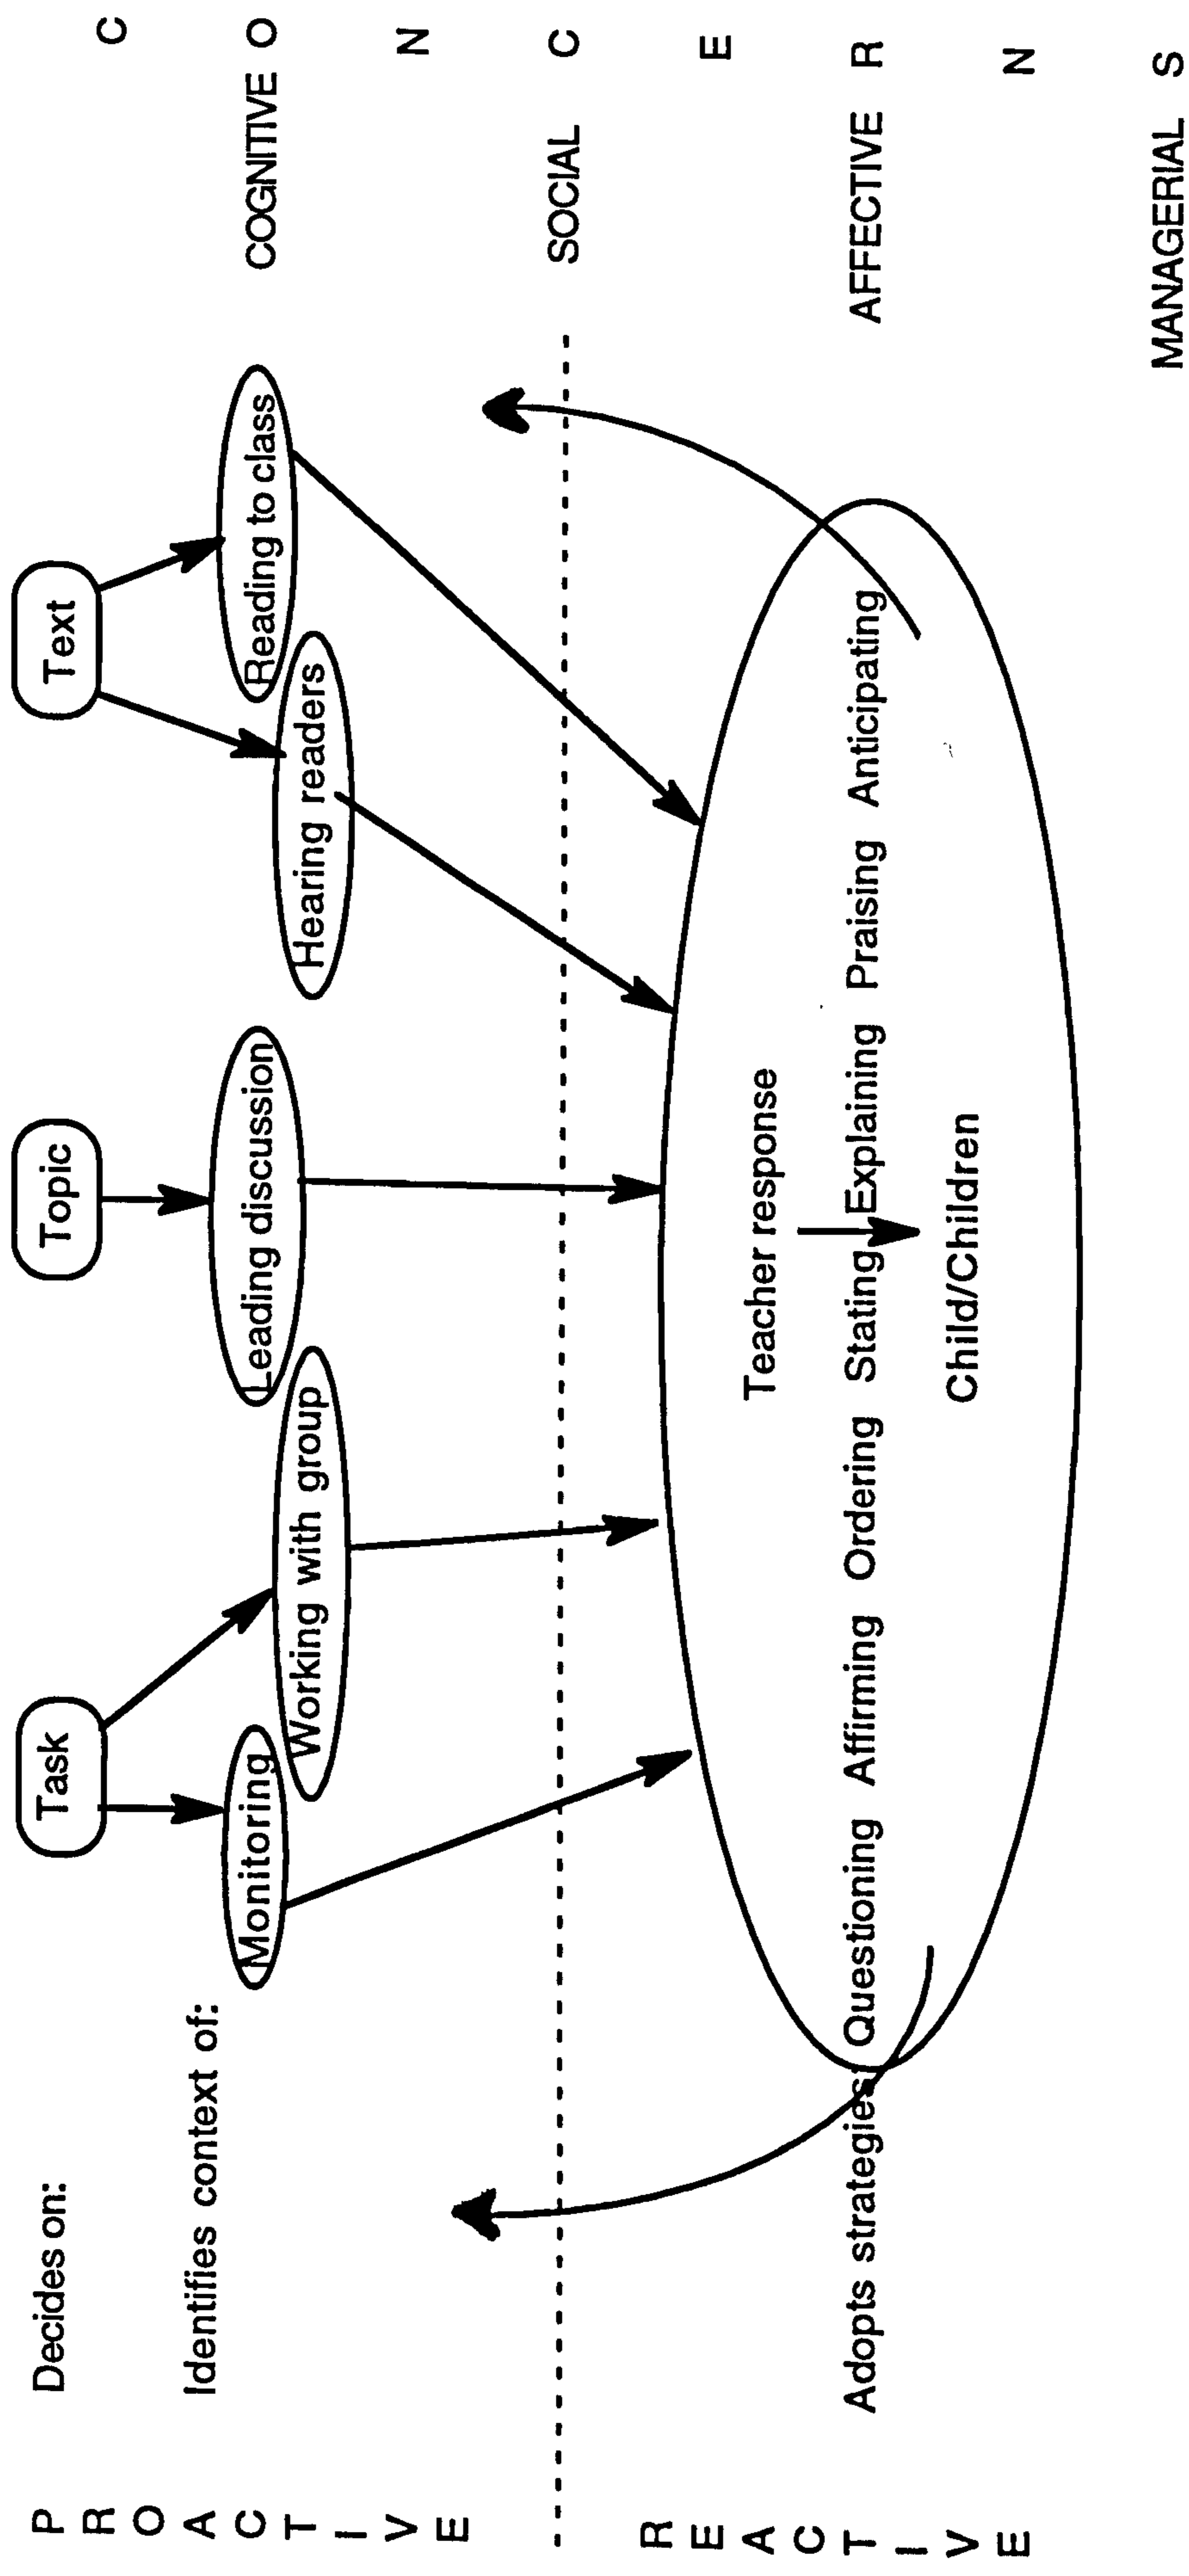 PROACTIVE
Decides on:
Task
Topic
Text
Identifies context of:
Monitoring
Working with group
Leading discussion
Hearing readers
Reading to class
REACTIVE
Teacher response
Adopts strategies: Questioning Affirming Ordering Stating Explaining Praising Anticipating
Child/Children
CONCERNS
COGNITIVE
SOCIAL
AFFECTIVE
MANAGERIAL